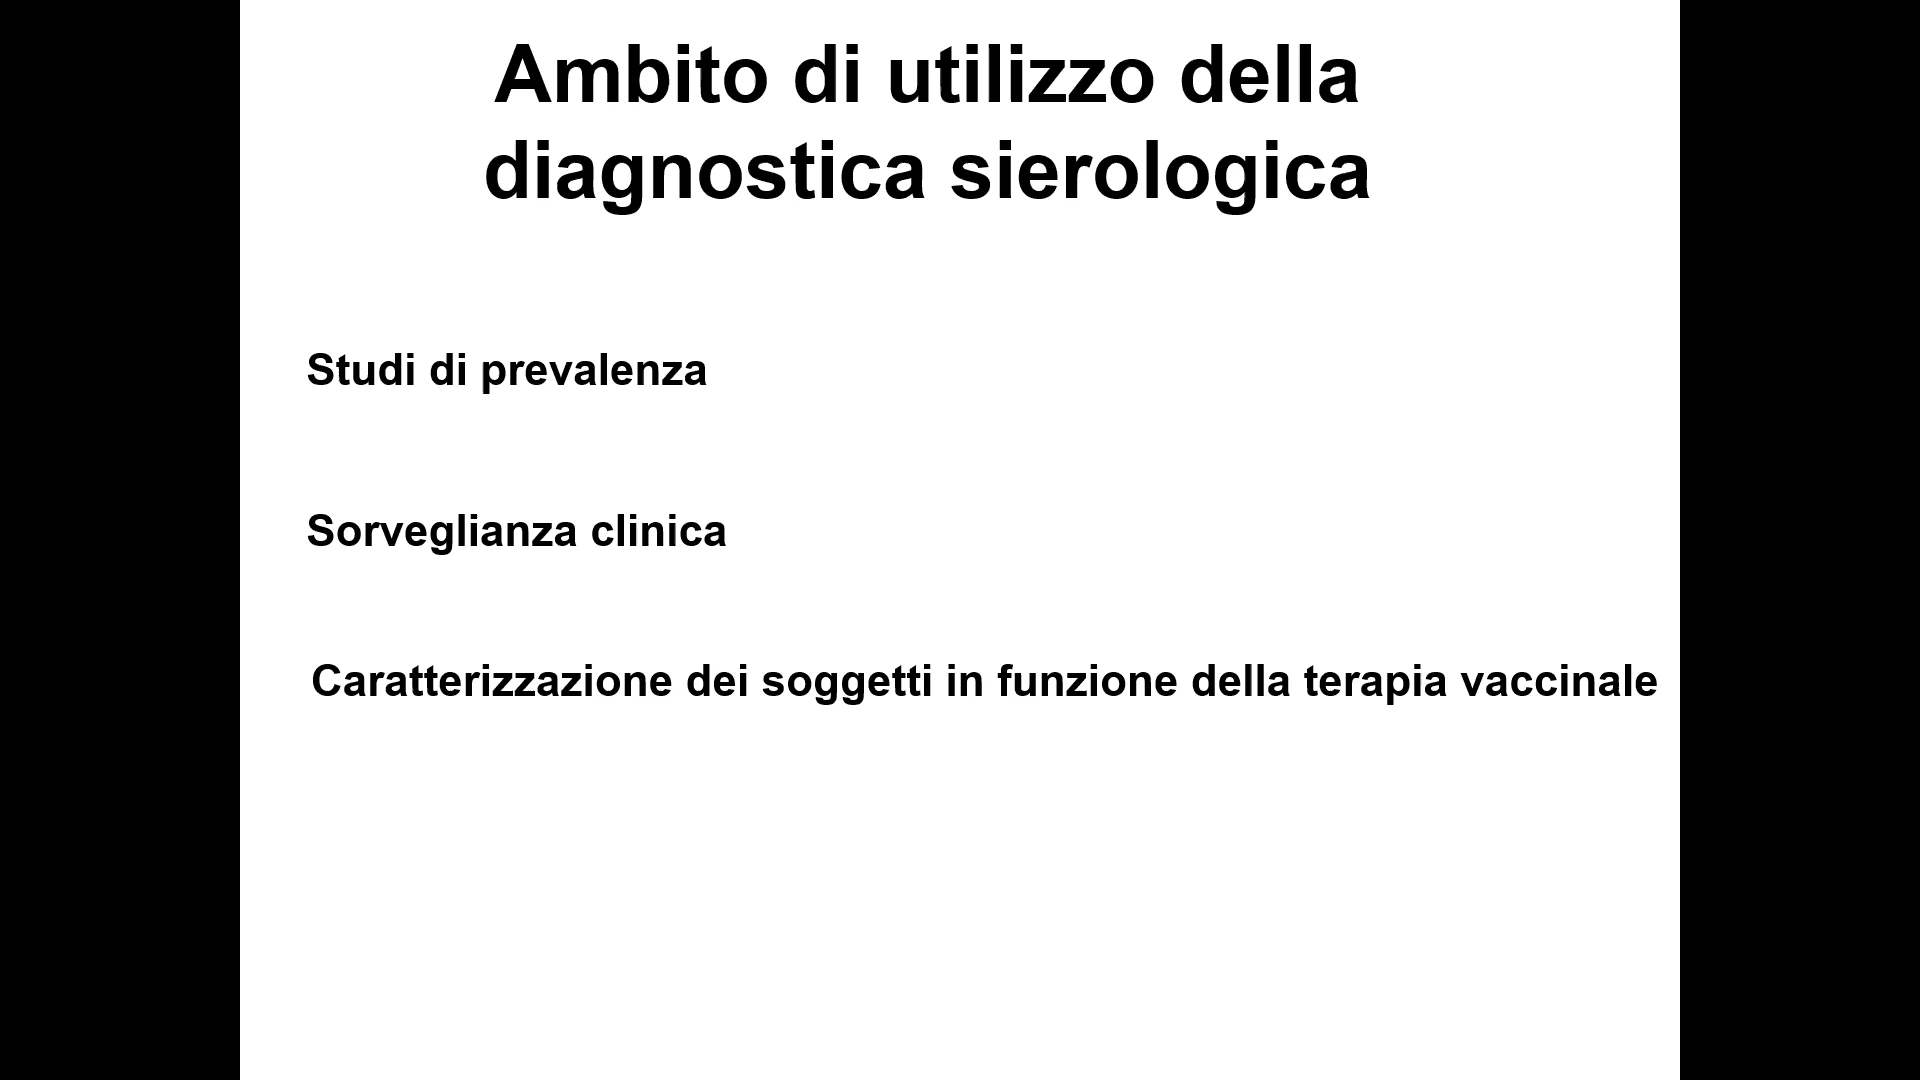 Ambito di utilizzo della
diagnostica sierologica
Studi di prevalenza
Sorveglianza clinica
Caratterizzazione dei soggetti in funzione della terapia vaccinale